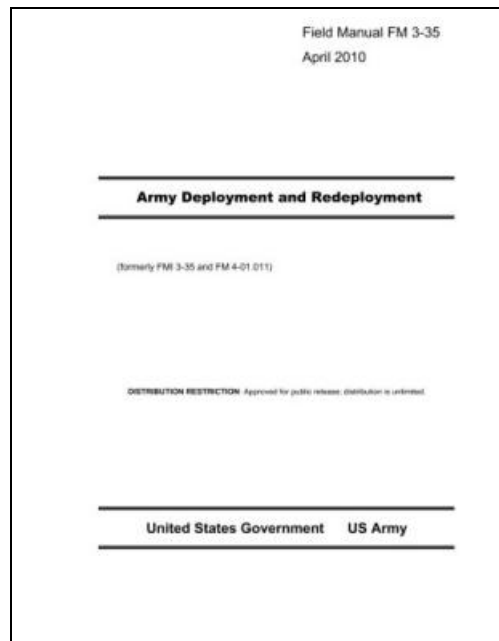 Field Manual FM 3-35
April 2010
Army Deployment and Redeployment
(formerly FMI 3-35 and FM 4-01.011)
DISTRIBUTION RESTRICTION Approved for public release; distribution is unlimited.
United States Government US Army